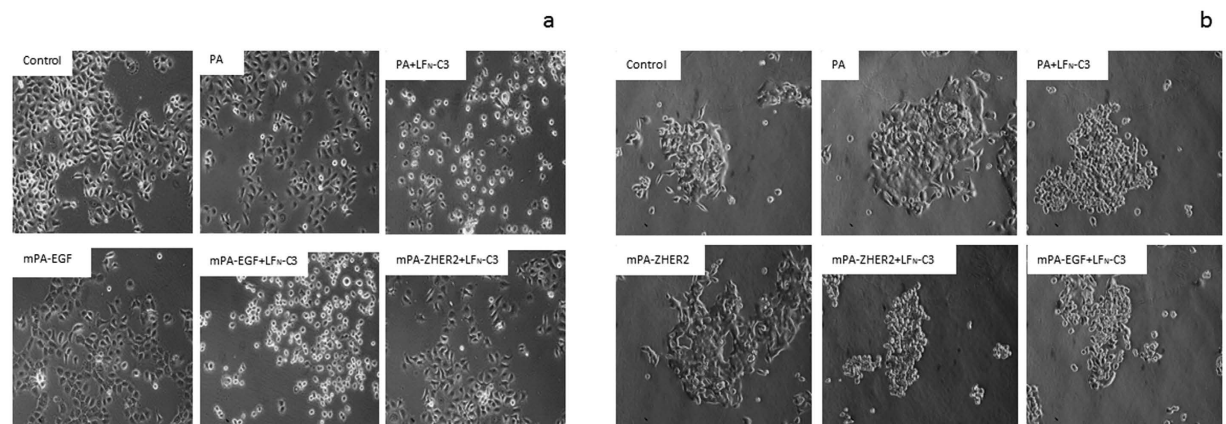 a
Control
PA
PA+LFN-C3
mPA-EGF
mPA-EGF+LFN-C3
mPA-ZHER2+LFN-C3
b
Control
PA
PA+LFN-C3
mPA-ZHER2
mPA-ZHER2+LFN-C3
mPA-EGF+LFN-C3